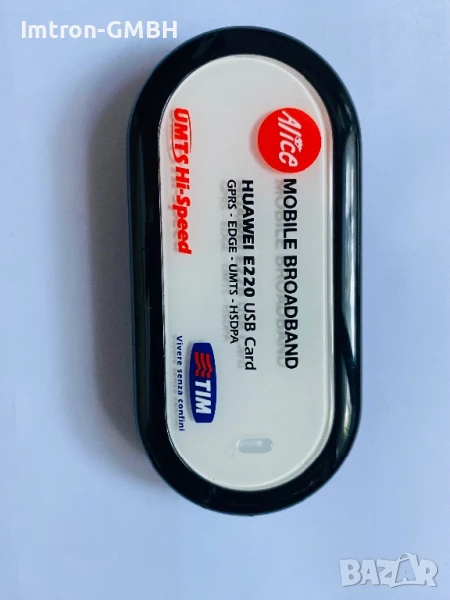 Imtron-GMBH
Alice
MOBILE BROADBAND
HUAWEI E220 USB Card
GPRS - EDGE - UMTS - HSDPA
UMTS Hi-Speed
TIM
Vivere senza confini
BAZAR